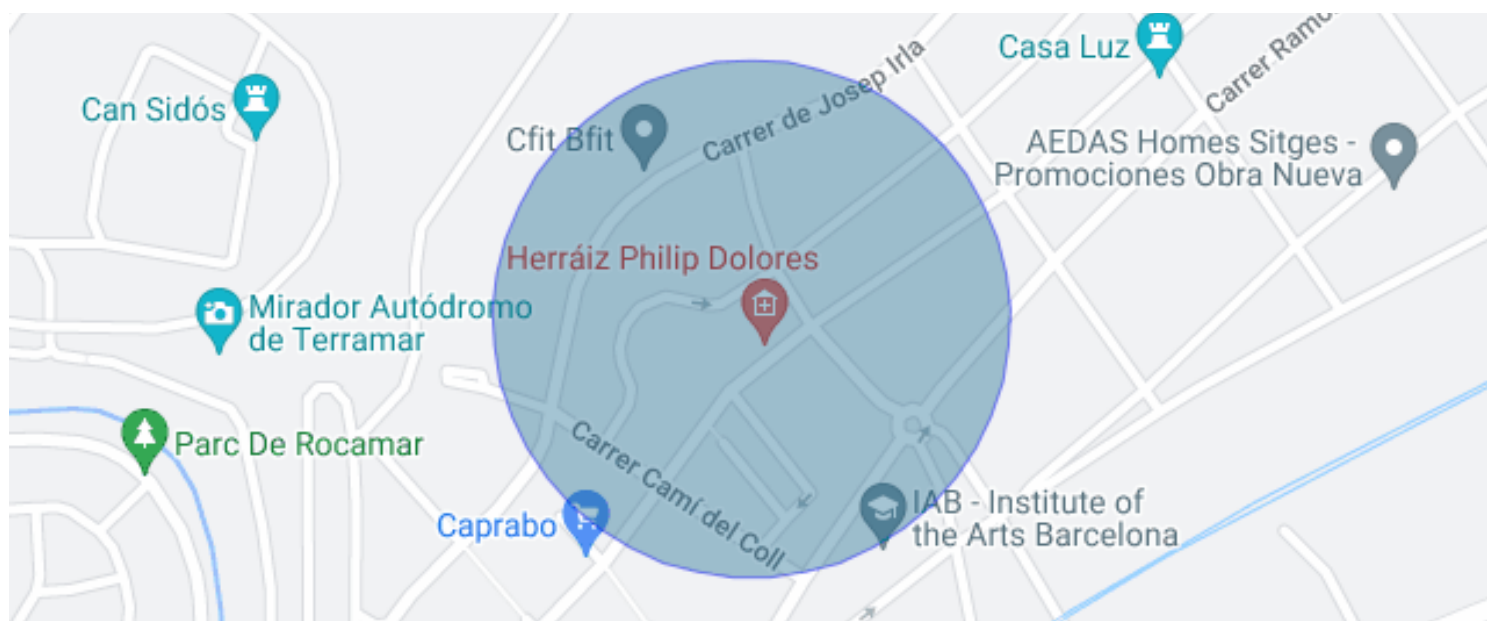 Casa Luz
Carrer Ramo
Can Sidós
Cfit Bfit
Carrer de Josep Irla
AEDAS Homes Sitges -
Promociones Obra Nueva
Herráiz Philip Dolores
Mirador Autódromo
de Terramar
Parc De Rocamar
Carrer Camí del Coll
Caprabo
IAB - Institute of
the Arts Barcelona